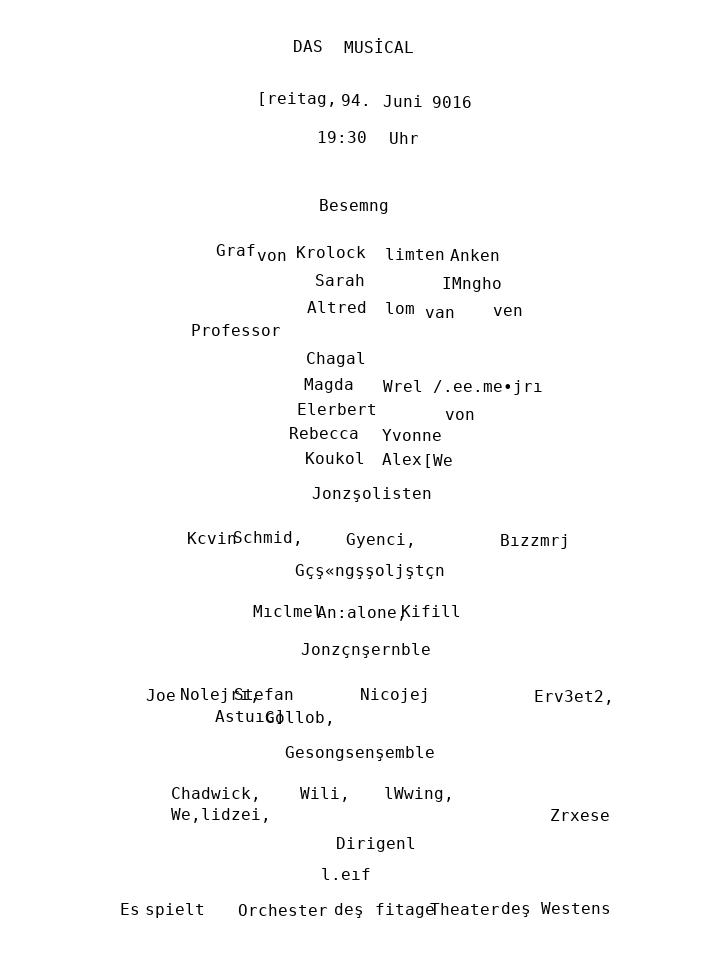 DAS MUSİCAL
[reitag, 94. Juni 9016
19:30 Uhr
Besemng
Graf von Krolock limten Anken
Sarah IMngho
Altred lom van ven
Professor
Chagal
Magda Wrel /.ee.me•jrı
Elerbert von
Rebecca Yvonne
Koukol Alex[We
Jonzşolisten
Kcvin Schmid, Gyenci, Bızzmrj
Gçş«ngşşoljştçn
Mıclmel An:alone, Kifill
Jonzçnşernble
Joe Nolejrı, Stefan Nicojej Erv3et2,
Astuıcl Gollob,
Gesongsenşemble
Chadwick, Wili, lWwing,
We,lidzei, Zrxese
Dirigenl
l.eıf
Es spielt Orchester deş fitage Theater deş Westens